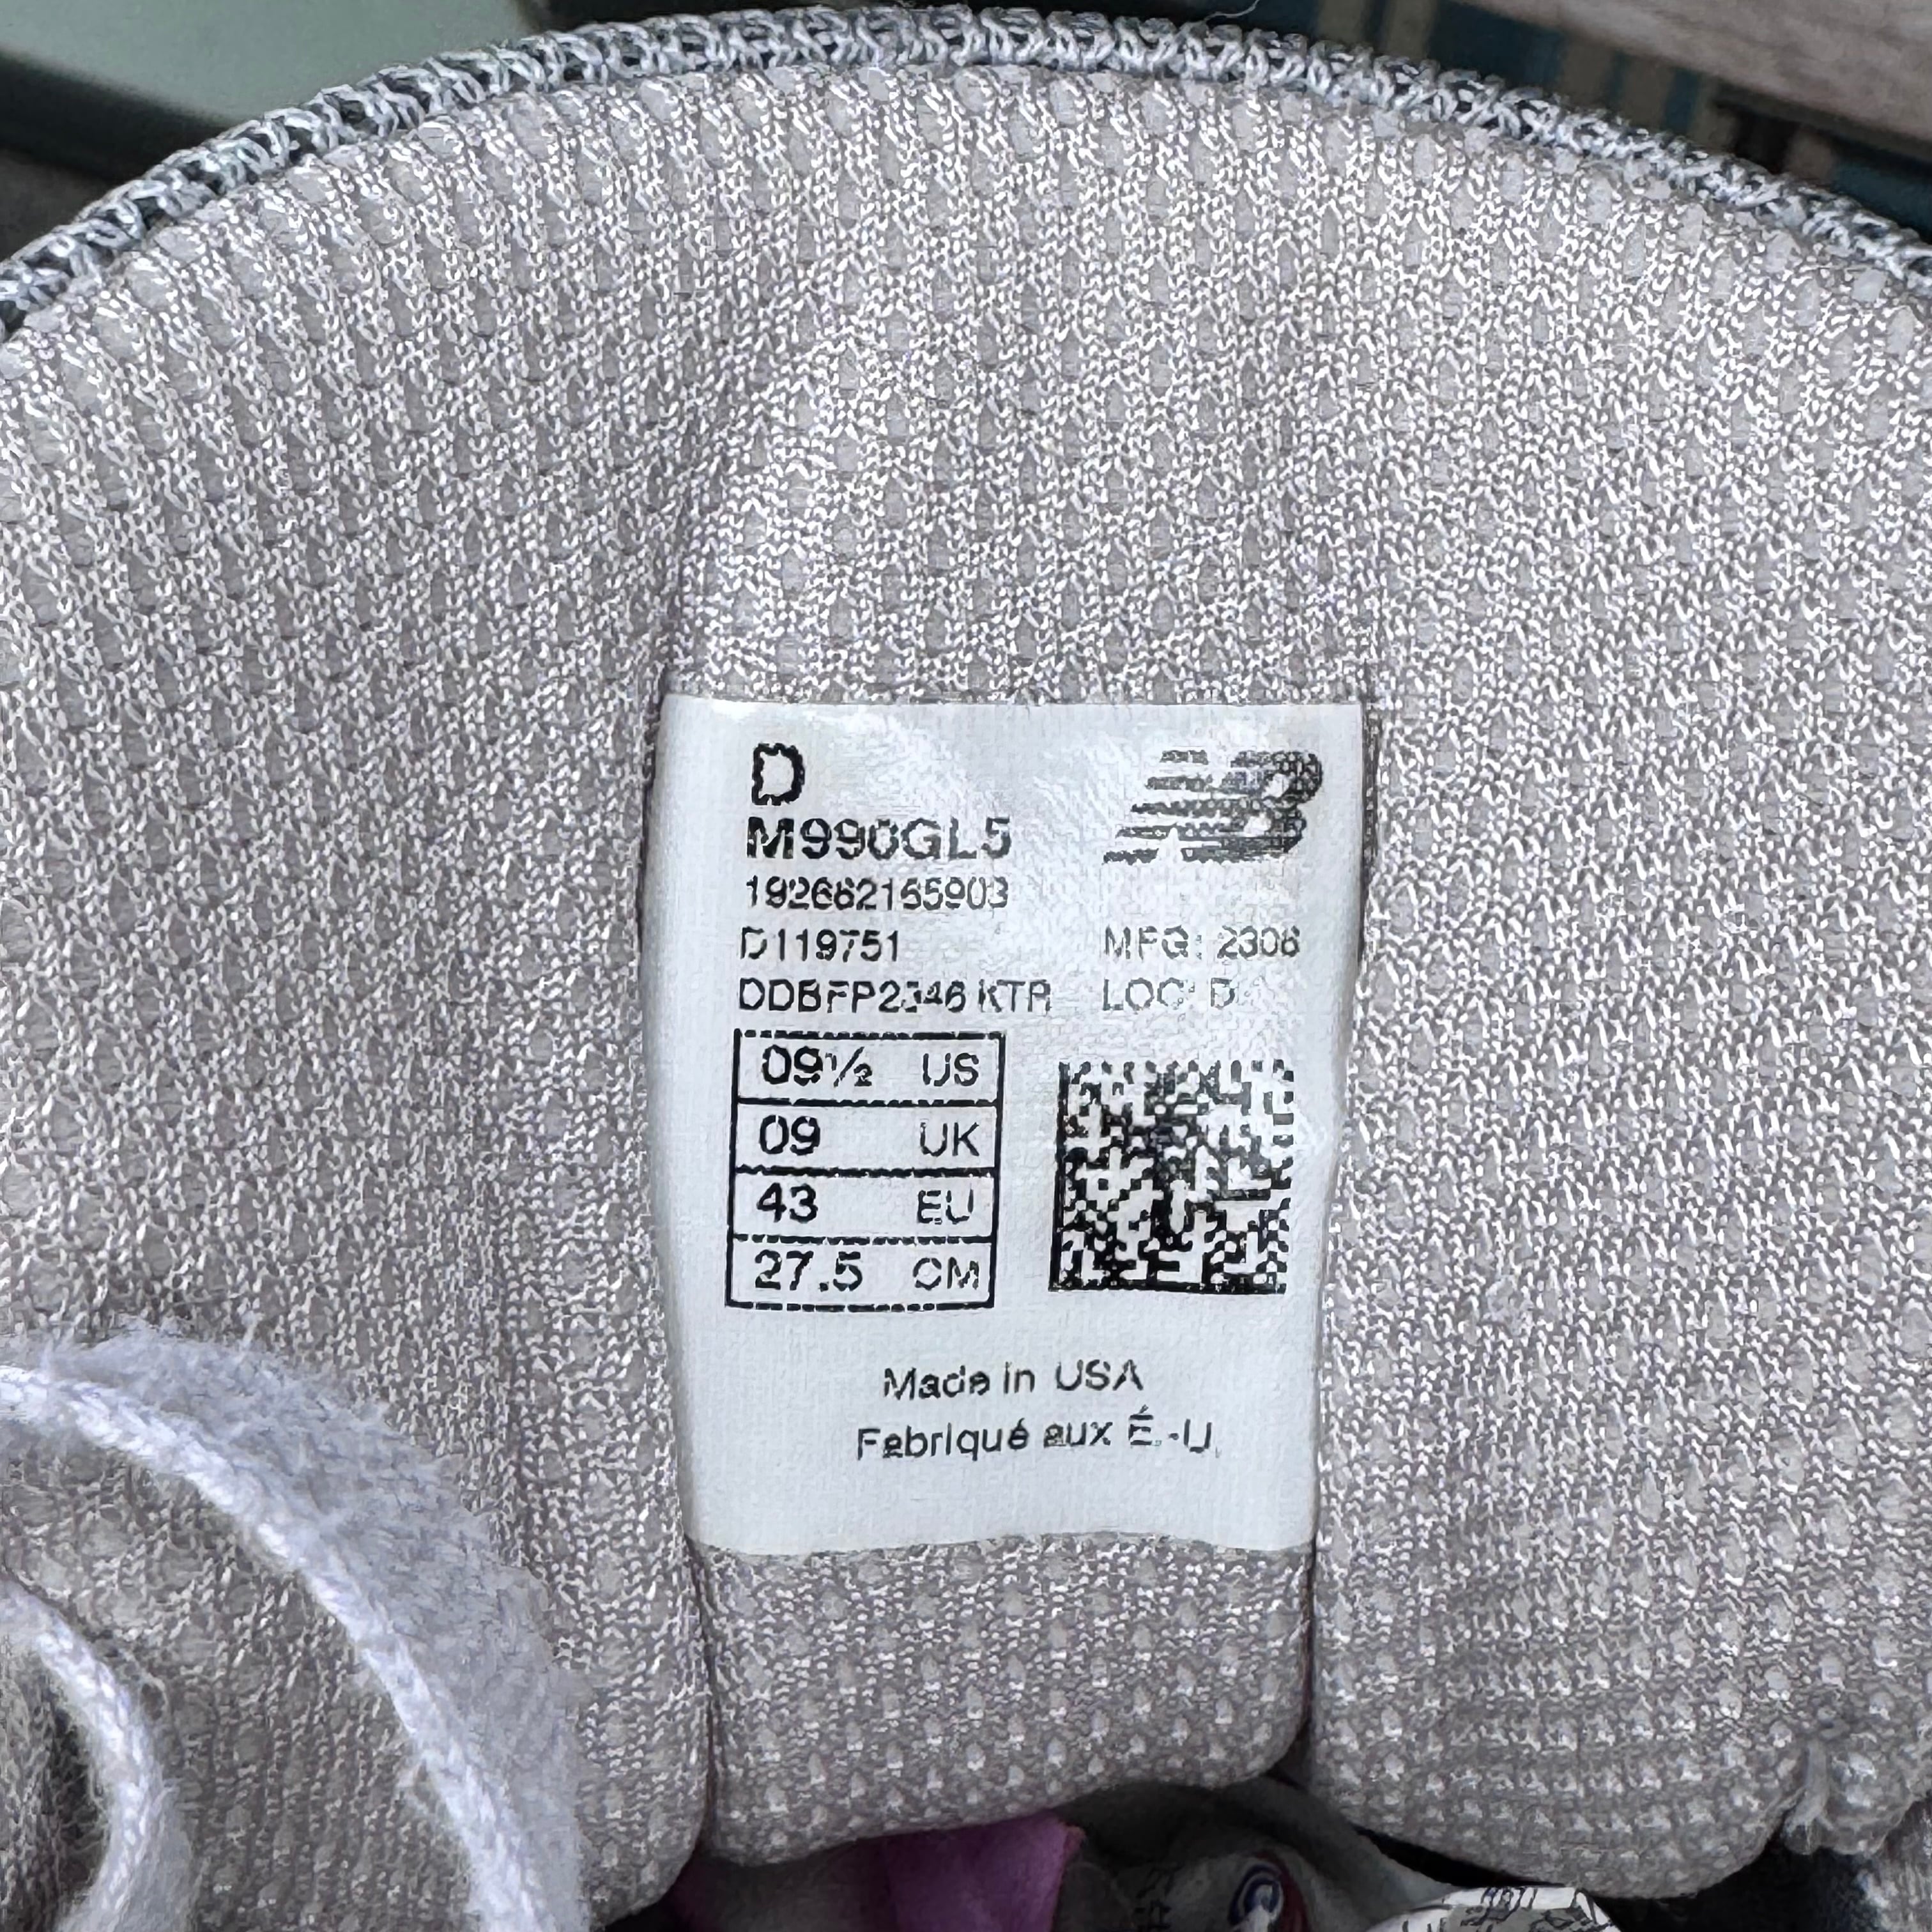 D
M990GL5
192662165903
D119751 MFG: 2306
KTR LOC: D
09½ US
09 UK
43 EU
27.5 CM
Made in USA
Fabriqué aux É.-U.